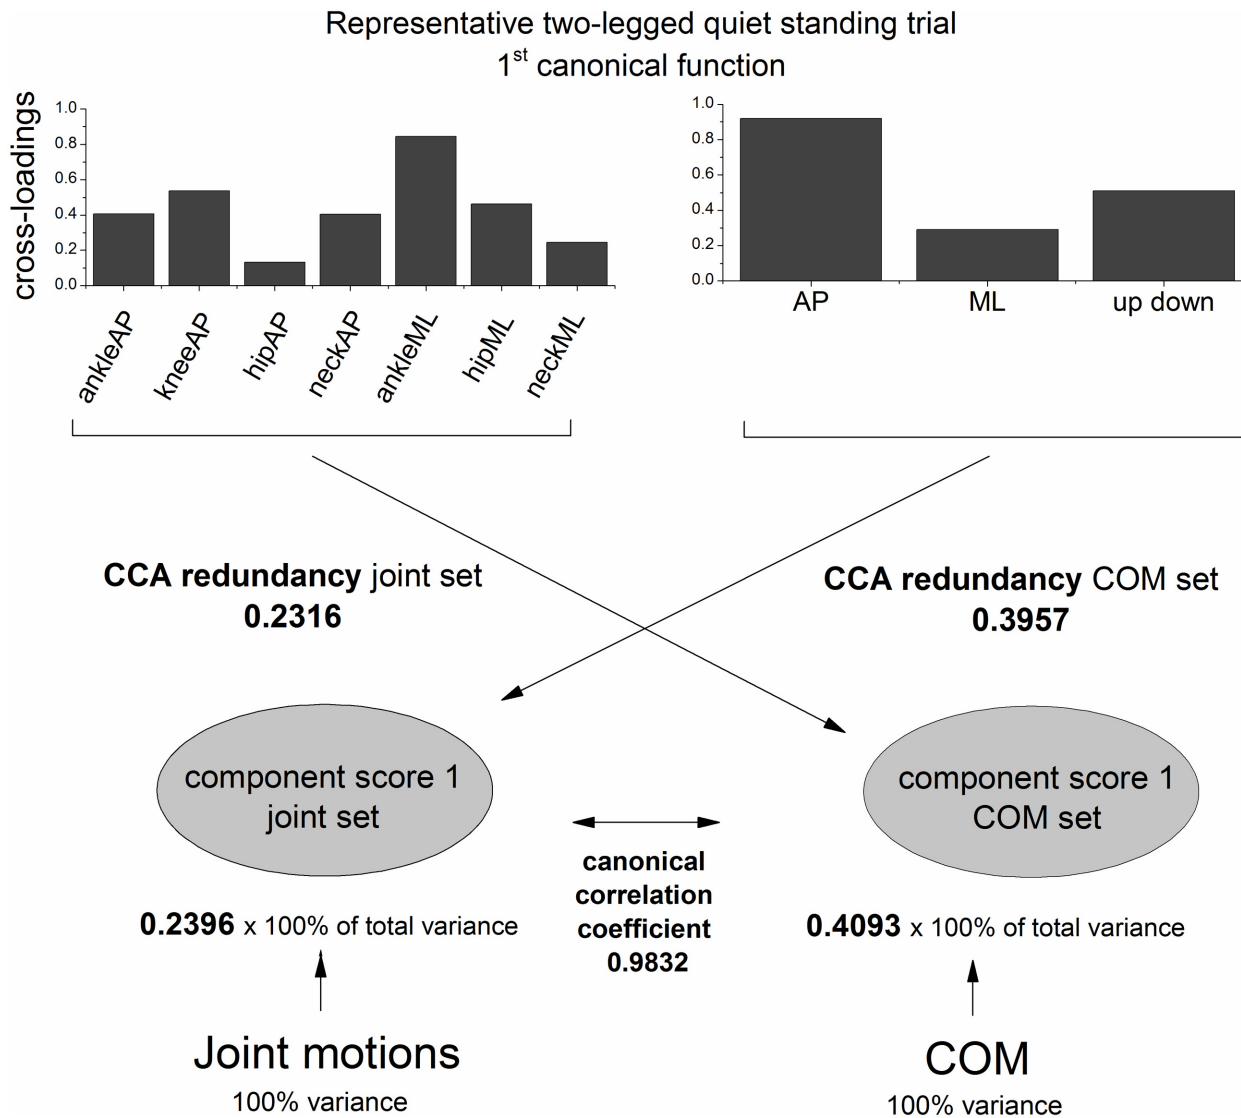 Representative two-legged quiet standing trial
1st canonical function
cross-loadings
1.0
0.8
0.6
0.4
0.2
0.0
ankleAP
kneeAP
hipAP
neckAP
ankleML
hipML
neckML
1.0
0.8
0.6
0.4
0.2
0.0
AP
ML
up down
CCA redundancy joint set
0.2316
CCA redundancy COM set
0.3957
component score 1
joint set
component score 1
COM set
canonical
correlation
coefficient
0.9832
0.2396 x 100% of total variance
0.4093 x 100% of total variance
Joint motions
100% variance
COM
100% variance